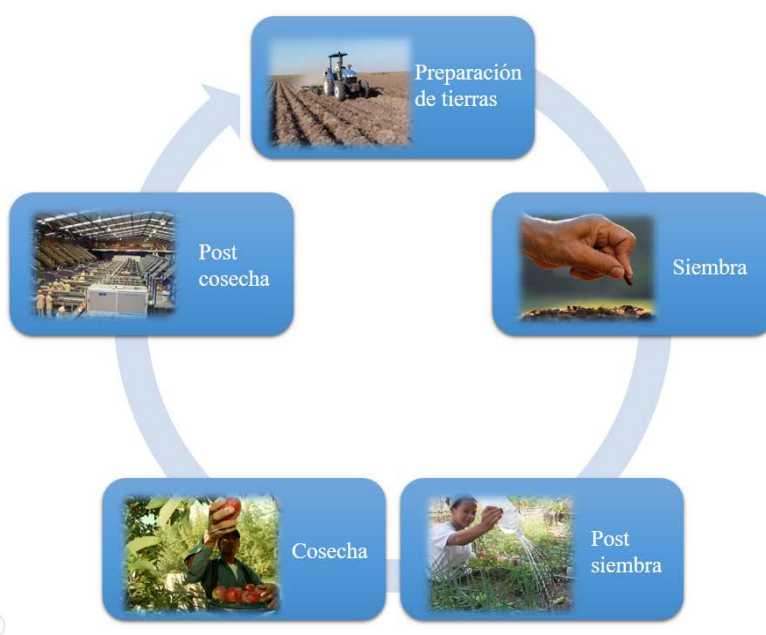 Preparación
de tierras
Siembra
Post
siembra
Cosecha
Post
cosecha